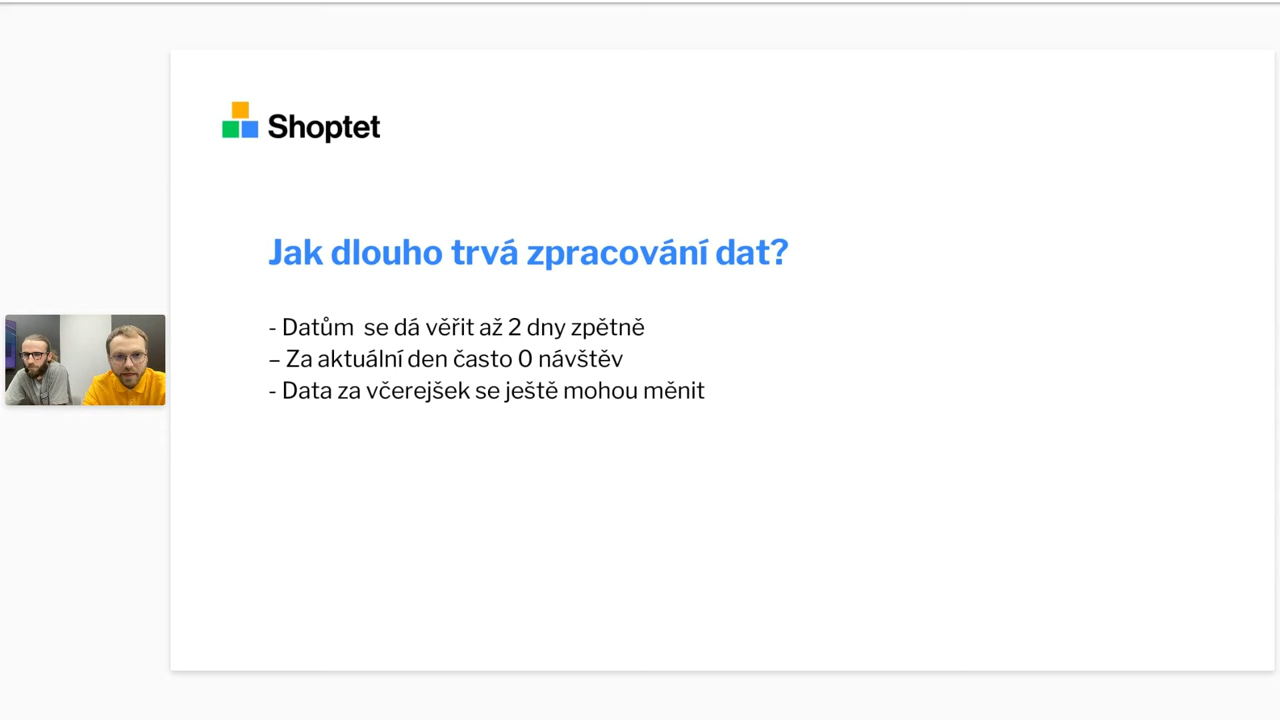 Shoptet
Jak dlouho trvá zpracování dat?
- Datům  se dá věřit až 2 dny zpětně
– Za aktuální den často 0 návštěv
- Data za včerejšek se ještě mohou měnit